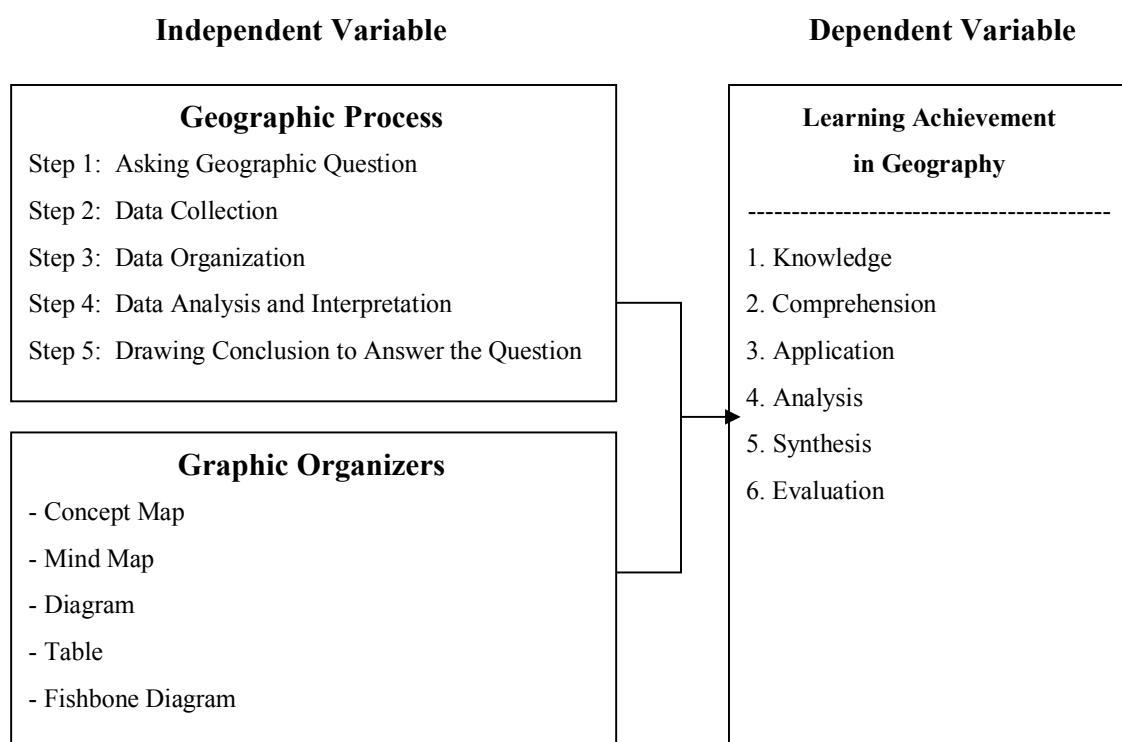 Independent Variable
Dependent Variable
Geographic Process
Step 1: Asking Geographic Question
Step 2: Data Collection
Step 3: Data Organization
Step 4: Data Analysis and Interpretation
Step 5: Drawing Conclusion to Answer the Question
Graphic Organizers
- Concept Map
- Mind Map
- Diagram
- Table
- Fishbone Diagram
Learning Achievement
in Geography
1. Knowledge
2. Comprehension
3. Application
4. Analysis
5. Synthesis
6. Evaluation